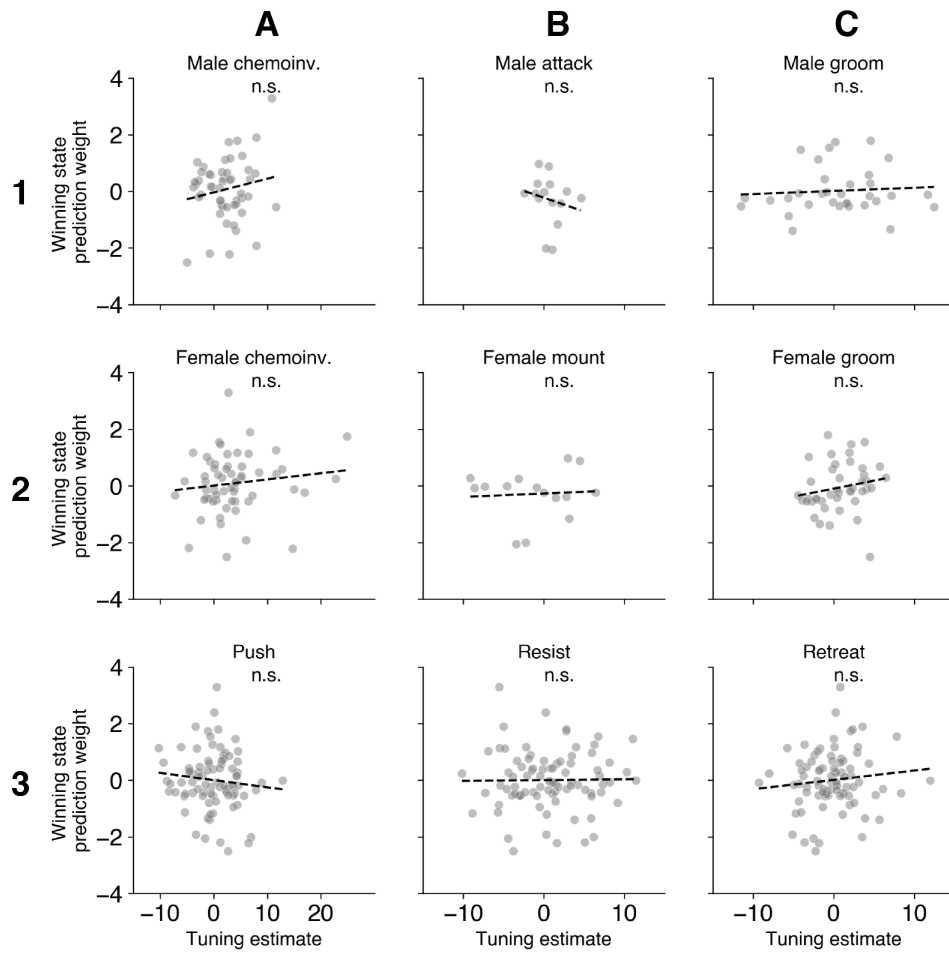 A B C
Male chemoinv. Male attack Male groom
n.s. n.s. n.s.
1
Winning state
prediction weight
4
2
0
−2
−4
Female chemoinv. Female mount Female groom
n.s. n.s. n.s.
2
Winning state
prediction weight
4
2
0
−2
−4
Push Resist Retreat
n.s. n.s. n.s.
3
Winning state
prediction weight
4
2
0
−2
−4
−10 0 10 20 −10 0 10 −10 0 10
Tuning estimate Tuning estimate Tuning estimate